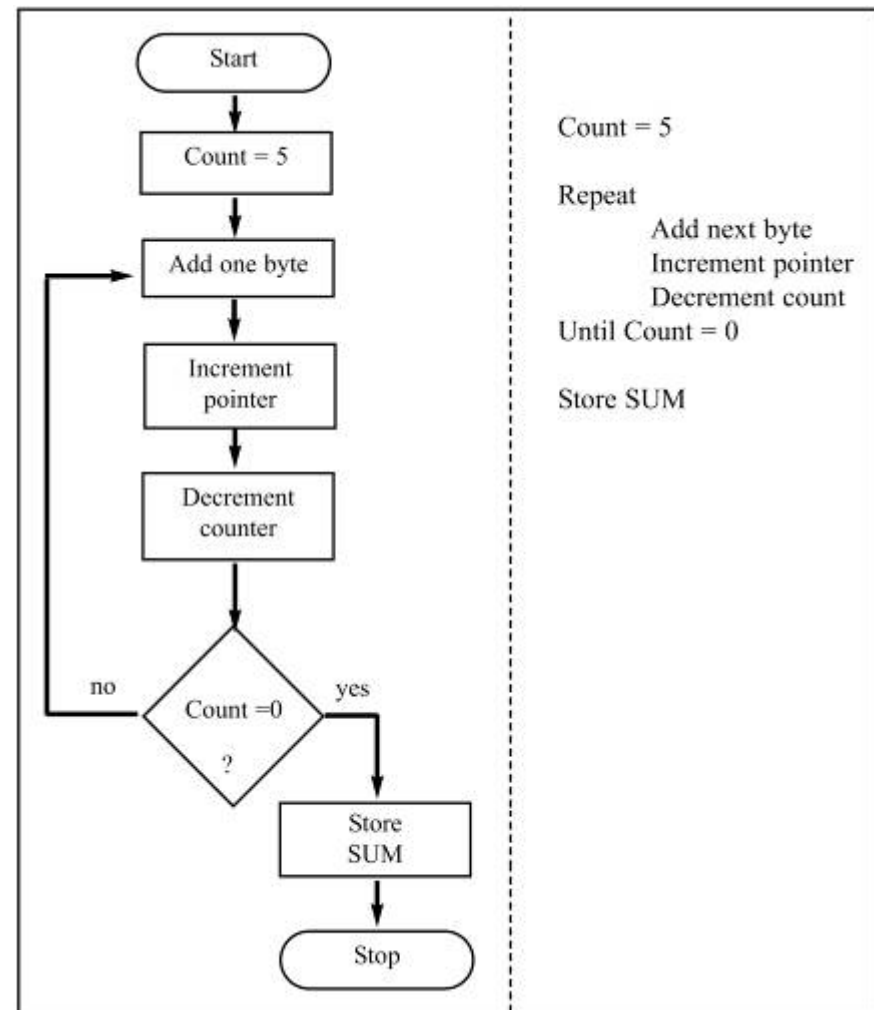 Start
Count = 5
Add one byte
Increment
pointer
Decrement
counter
no
yes
Count =0
?
Store
SUM
Stop
Count = 5
Repeat
Add next byte
Increment pointer
Decrement count
Until Count = 0
Store SUM